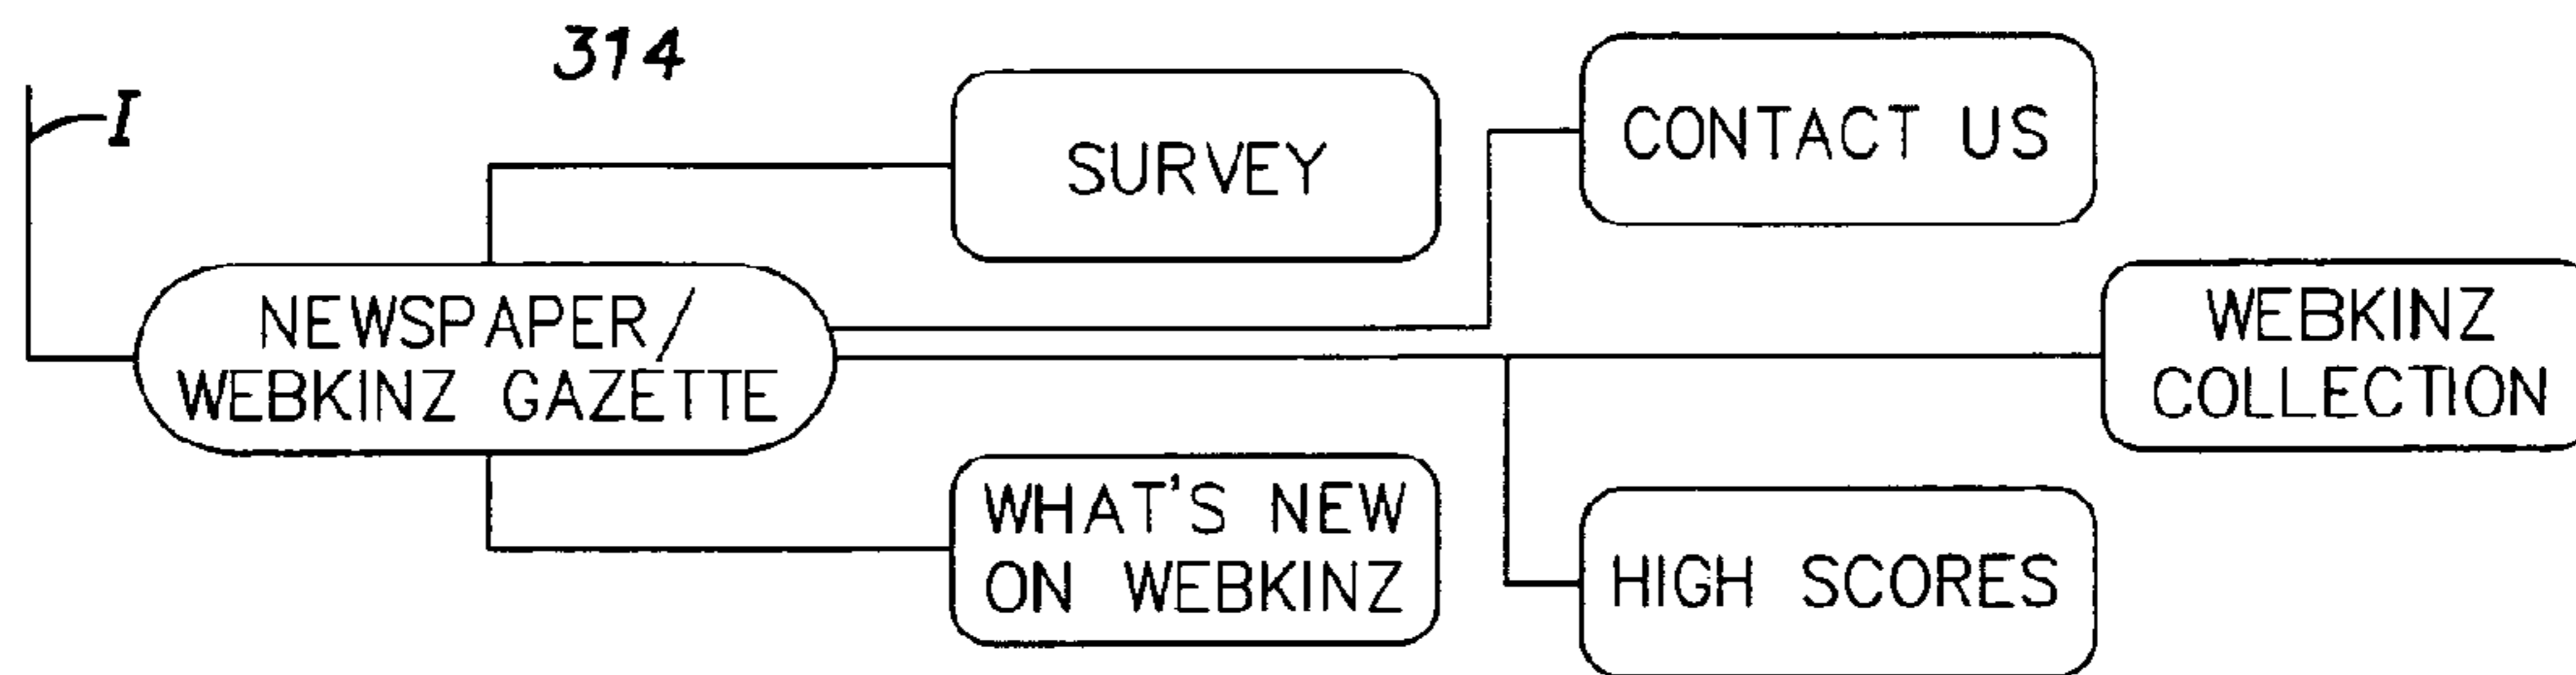 314
I
SURVEY
CONTACT US
NEWSPAPER/
WEBKINZ GAZETTE
WEBKINZ
COLLECTION
WHAT'S NEW
ON WEBKINZ
HIGH SCORES